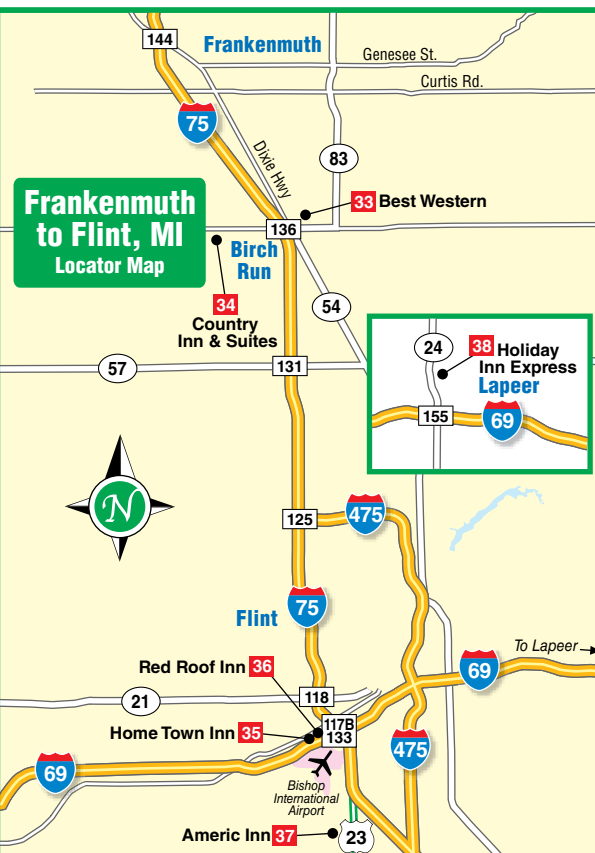 144
Frankenmuth
Genesee St.
Curtis Rd.
75
Dixie Hwy
83
Frankenmuth
to Flint, MI
Locator Map
33 Best Western
136
Birch
Run
34
Country
Inn & Suites
54
57
131
24
38 Holiday
Inn Express
Lapeer
155
69
N
125
475
75
Flint
To Lapeer
Red Roof Inn 36
69
118
21
117B
133
Home Town Inn 35
475
69
Bishop
International
Airport
Americ Inn 37
23